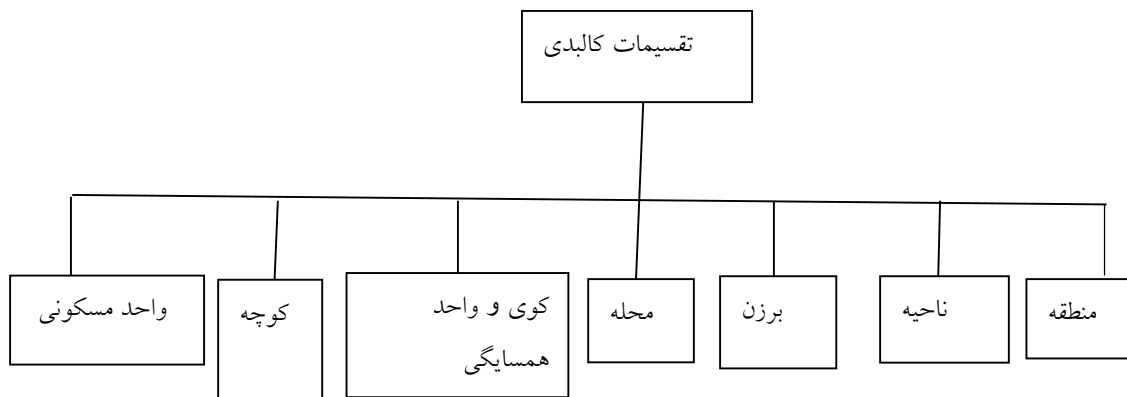 تقسیمات کالبدی
منطقه
ناحیه
برزن
محله
کوی و واحد
همسایگی
کوچه
واحد مسکونی